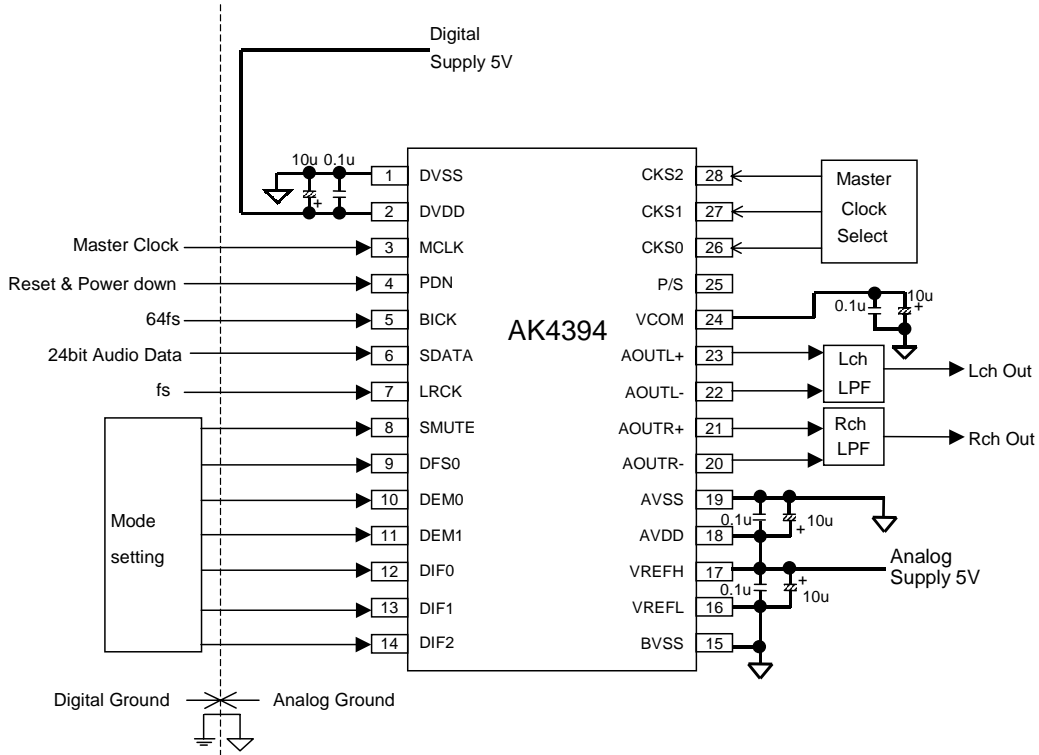 Digital
Supply 5V
10u 0.1u
+
1 DVSS
2 DVDD
3 MCLK
4 PDN
5 BICK
6 SDATA
7 LRCK
8 SMUTE
9 DFS0
10 DEM0
11 DEM1
12 DIF0
13 DIF1
14 DIF2
Master Clock
Reset & Power down
64fs
24bit Audio Data
fs
Mode
setting
AK4394
CKS2 28
CKS1 27
CKS0 26
P/S 25
VCOM 24
AOUTL+ 23
AOUTL- 22
AOUTR+ 21
AOUTR- 20
AVSS 19
AVDD 18
VREFH 17
VREFL 16
BVSS 15
Master
Clock
Select
0.1u 10u
+
Lch
LPF
Lch Out
Rch
LPF
Rch Out
0.1u 10u
+
Analog
Supply 5V
0.1u 10u
+
Digital Ground Analog Ground